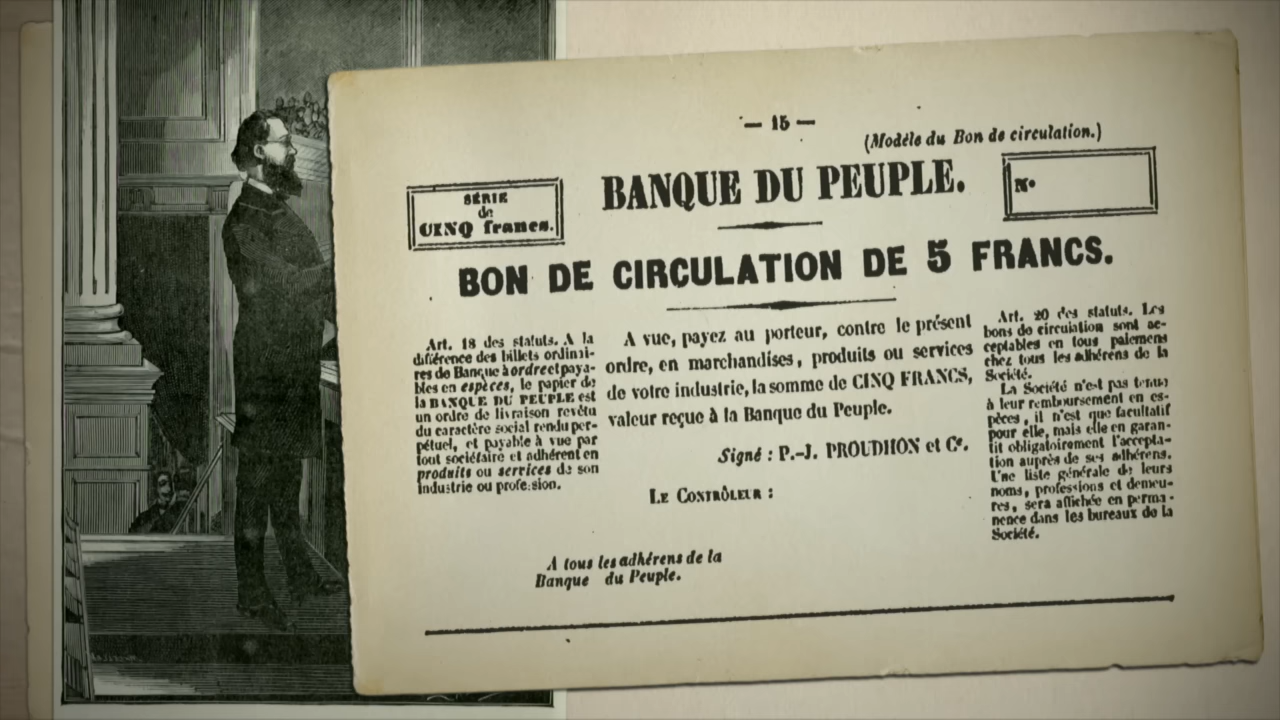 — 15 —
(Modèle du Bon de circulation.)
SÉRIE
de
CINQ francs.
BANQUE DU PEUPLE.
N°
BON DE CIRCULATION DE 5 FRANCS.
Art. 18 des statuts. A la
différence des billets ordinai-
res de Banque à ordre et paya-
bles en espèces, le papier de
la BANQUE DU PEUPLE est
un ordre de livraison revêtu
du caractère social rendu per-
pétuel, et payable à vue par
tout sociétaire et adhérent en
produits ou services de son
industrie ou profession.
A vue, payez au porteur, contre le présent
ordre, en marchandises, produits ou services
de votre industrie, la somme de CINQ FRANCS,
valeur reçue à la Banque du Peuple.
Signé : P.-J. PROUDHON et Ce.
LE CONTRÔLEUR :
A tous les adhérens de la
Banque du Peuple.
Art. 20 des statuts. Les
bons de circulation sont ac-
ceptables en tous paiemens
chez tous les adhérens de la
Société.
La Société n'est pas tenue
à leur remboursement en es-
pèces, il n'est que facultatif
pour elle, mais elle en garan-
tit obligatoirement l'accepta-
tion auprès de ses adhérens.
Une liste générale de leurs
noms, professions et demeu-
res, sera affichée en perma-
nence dans les bureaux de la
Société.